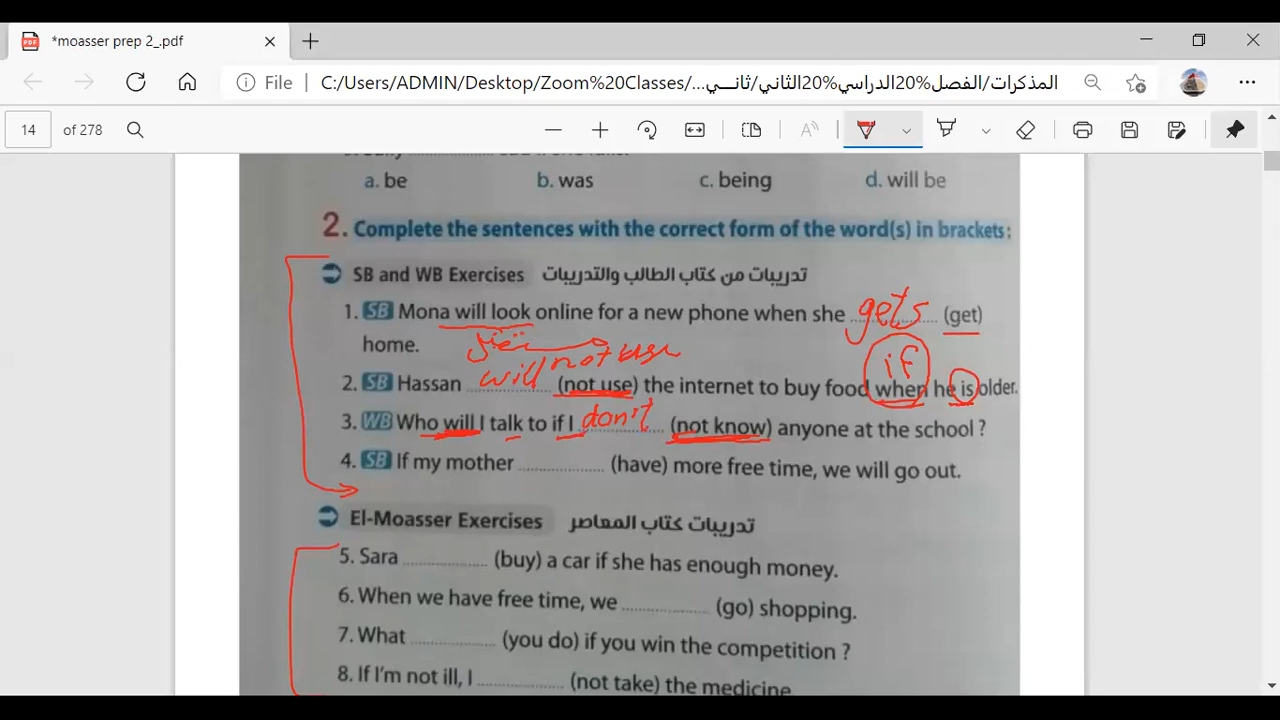 *moasser prep 2_.pdf
File C:/Users/ADMIN/Desktop/Zoom%20Classes/المذكرات/الفصل%20الدراسي%20الثاني/ثانـــي...
14 of 278
a. be b. was c. being d. will be
2. Complete the sentences with the correct form of the word(s) in brackets:
SB and WB Exercises تدريبات من كتاب الطالب والتدريبات
1. SB Mona will look online for a new phone when she gets (get)
home.
if
will not use
2. SB Hassan ............ (not use) the internet to buy food when he is older.
3. WB Who will I talk to if I don't (not know) anyone at the school ?
4. SB If my mother ............ (have) more free time, we will go out.
El-Moasser Exercises تدريبات كتاب المعاصر
5. Sara ............ (buy) a car if she has enough money.
6. When we have free time, we ............ (go) shopping.
7. What ............ (you do) if you win the competition ?
8. If I'm not ill, I ............ (not take) the medicine